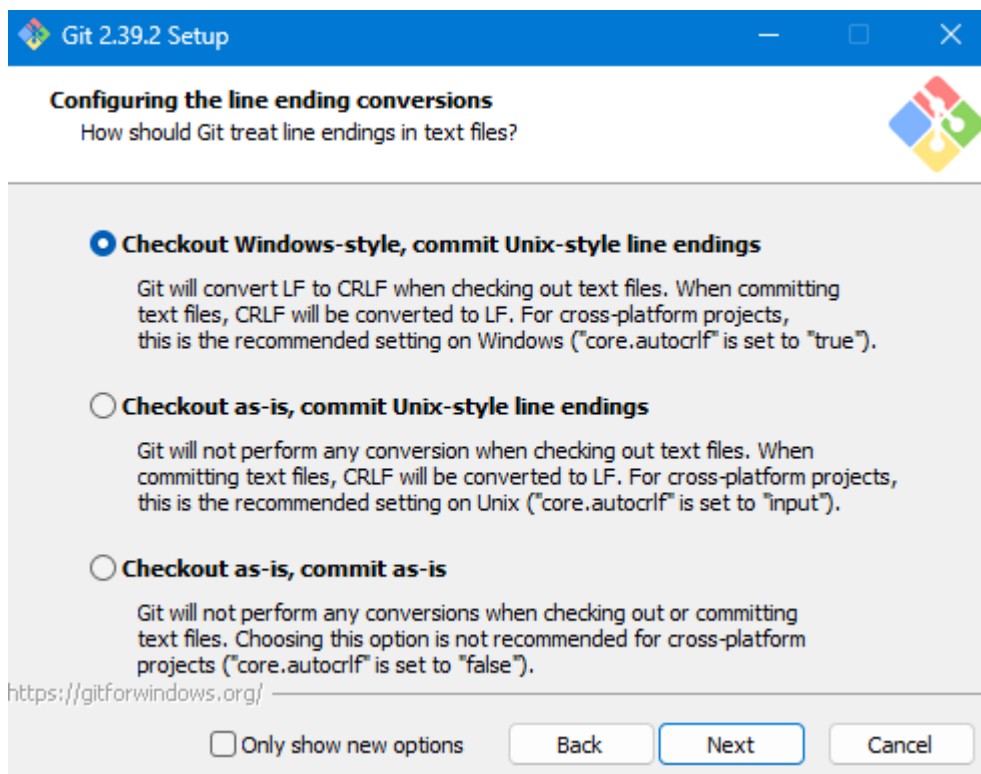 Git 2.39.2 Setup
Configuring the line ending conversions
How should Git treat line endings in text files?
Checkout Windows-style, commit Unix-style line endings
Git will convert LF to CRLF when checking out text files. When committing
text files, CRLF will be converted to LF. For cross-platform projects,
this is the recommended setting on Windows ("core.autocrlf" is set to "true").
Checkout as-is, commit Unix-style line endings
Git will not perform any conversion when checking out text files. When
committing text files, CRLF will be converted to LF. For cross-platform projects,
this is the recommended setting on Unix ("core.autocrlf" is set to "input").
Checkout as-is, commit as-is
Git will not perform any conversions when checking out or committing
text files. Choosing this option is not recommended for cross-platform
projects ("core.autocrlf" is set to "false").
https://gitforwindows.org/
Only show new options Back Next Cancel